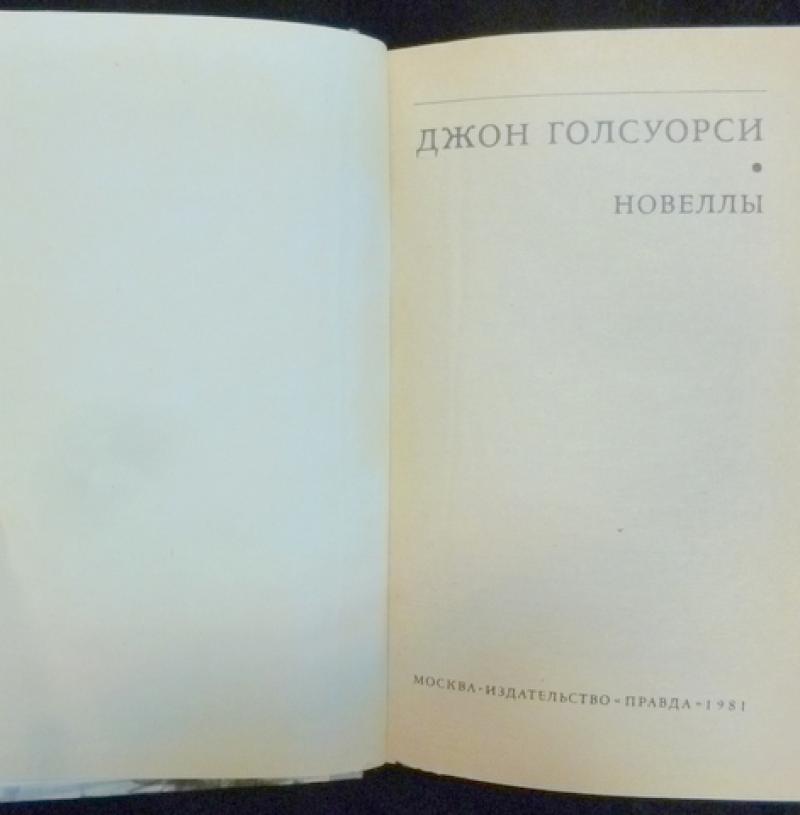 ДЖОН ГОЛСУОРСИ
•
НОВЕЛЛЫ
МОСКВА · ИЗДАТЕЛЬСТВО «ПРАВДА» 1981